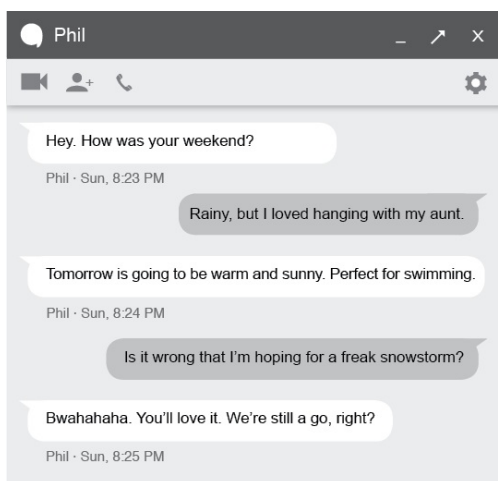 Phil
Hey. How was your weekend?
Phil · Sun, 8:23 PM
Rainy, but I loved hanging with my aunt.
Tomorrow is going to be warm and sunny. Perfect for swimming.
Phil · Sun, 8:24 PM
Is it wrong that I’m hoping for a freak snowstorm?
Bwahahaha. You’ll love it. We’re still a go, right?
Phil · Sun, 8:25 PM